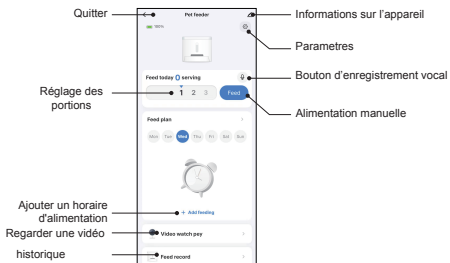 Quitter
Pet feeder
Informations sur l'appareil
100%
Parametres
Feed today 0 serving
Bouton d'enregistrement vocal
Réglage des
portions
1 2 3
Feed
Alimentation manuelle
Feed plan
Mon Tue Wed Thu Fri Sat Sun
Ajouter un horaire
d'alimentation
+ Add feeding
Regarder une vidéo
Video watch pey
historique
Feed record